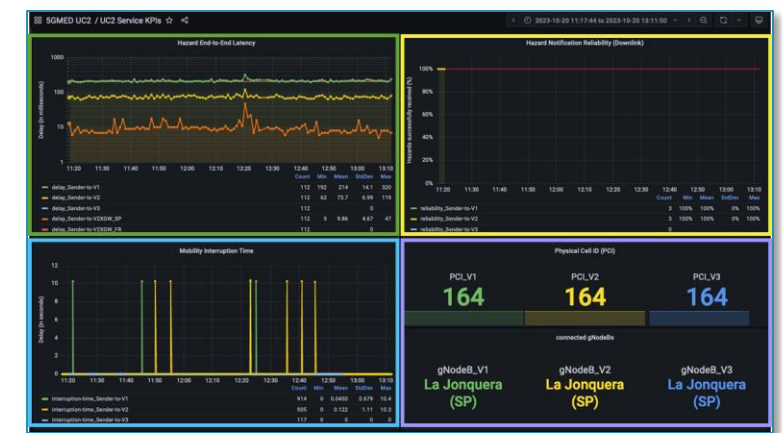 5GMED UC2 / UC2 Service KPIs
2023-10-20 11:17:44 to 2023-10-20 13:11:50
Hazard End-to-End Latency
Delay (in milliseconds)
1000
100
10
1
11:20 11:30 11:40 11:50 12:00 12:10 12:20 12:30 12:40 12:50 13:00 13:10
Count Min Mean StdDev Max
delay_Sender-to-V1 112 192 214 14.1 320
delay_Sender-to-V2 112 62 73.7 6.99 119
delay_Sender-to-V3 112 0
delay_Sender-to-V2XGW_SP 112 5 9.86 4.67 47
delay_Sender-to-V2XGW_FR 112 0
Hazard Notification Reliability (Downlink)
Hazards successfully received (%)
100%
80%
60%
40%
20%
0%
11:20 11:30 11:40 11:50 12:00 12:10 12:20 12:30 12:40 12:50 13:00 13:10
Count Min Mean StdDev Max
reliability_Sender-to-V1 3 100% 100% 0% 100%
reliability_Sender-to-V2 3 100% 100% 0% 100%
reliability_Sender-to-V3 0
Mobility Interruption Time
Delay (in seconds)
12
10
8
6
4
2
0
11:20 11:30 11:40 11:50 12:00 12:10 12:20 12:30 12:40 12:50 13:00 13:10
Count Min Mean StdDev Max
interruption-time_Sender-to-V1 914 0 0.0450 0.679 10.4
interruption-time_Sender-to-V2 505 0 0.122 1.11 10.3
interruption-time_Sender-to-V3 117 0 0 0 0
Physical Cell ID (PCI)
PCI_V1 PCI_V2 PCI_V3
164 164 164
connected gNodeBs
gNodeB_V1 gNodeB_V2 gNodeB_V3
La Jonquera La Jonquera La Jonquera
(SP) (SP) (SP)